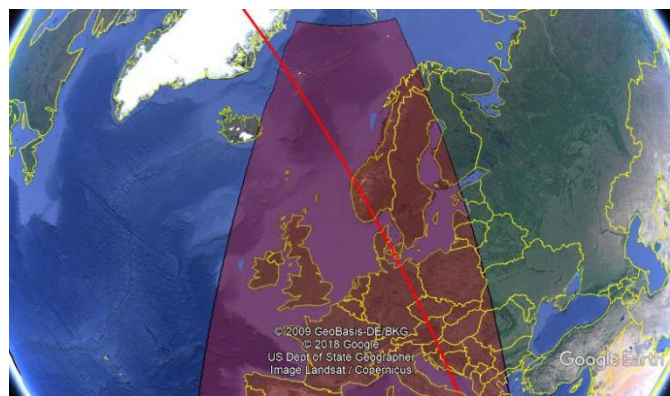 © 2009 GeoBasis-DE/BKG
© 2018 Google
US Dept of State Geographer
Image Landsat / Copernicus
Google Earth